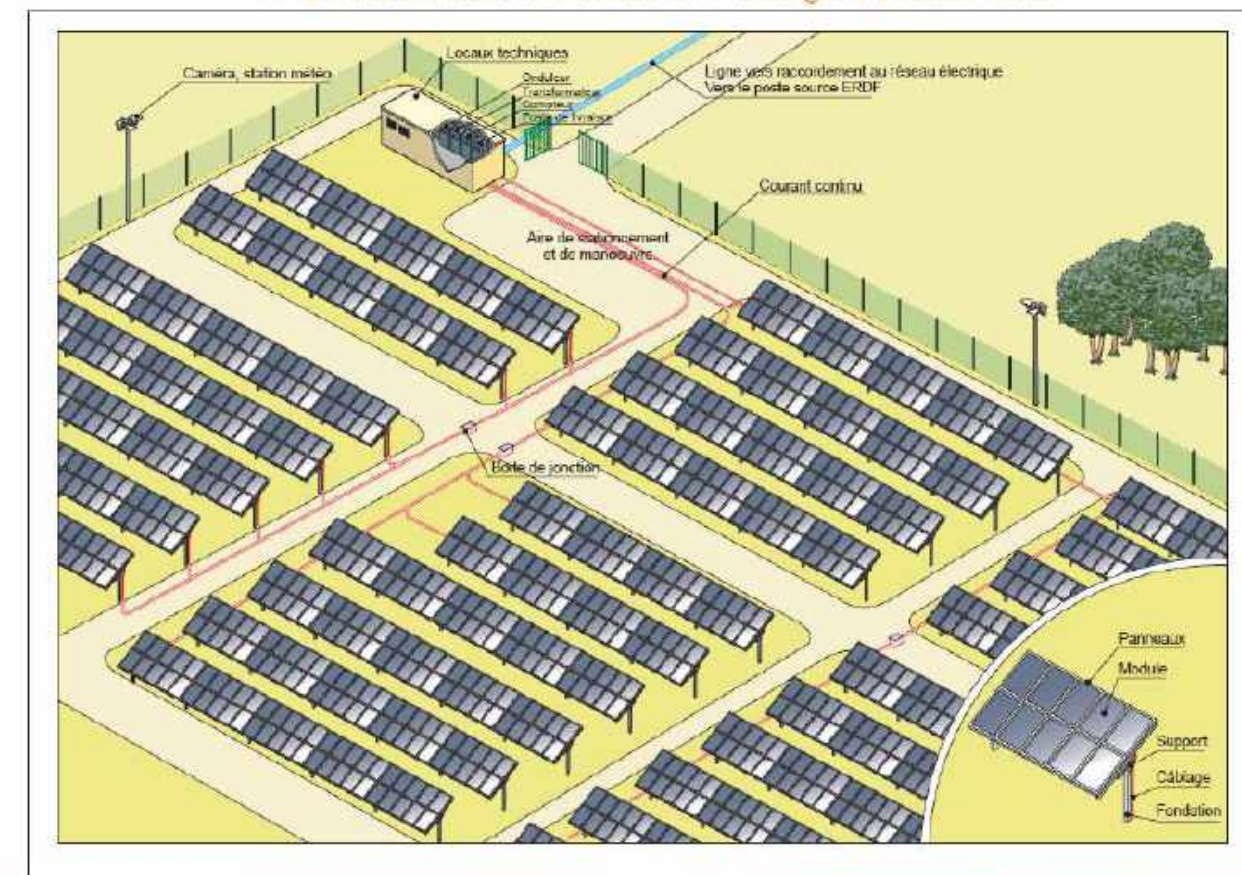 Locaux techniques
Caméra, station météo
Onduleur
Transformateur
Compteur
Poste de livraison
Ligne vers raccordement au réseau électrique
Vers le poste source ERDF
Courant continu
Aire de stationnement
et de manoeuvre
Boite de jonction
Panneaux
Module
Support
Câblage
Fondation